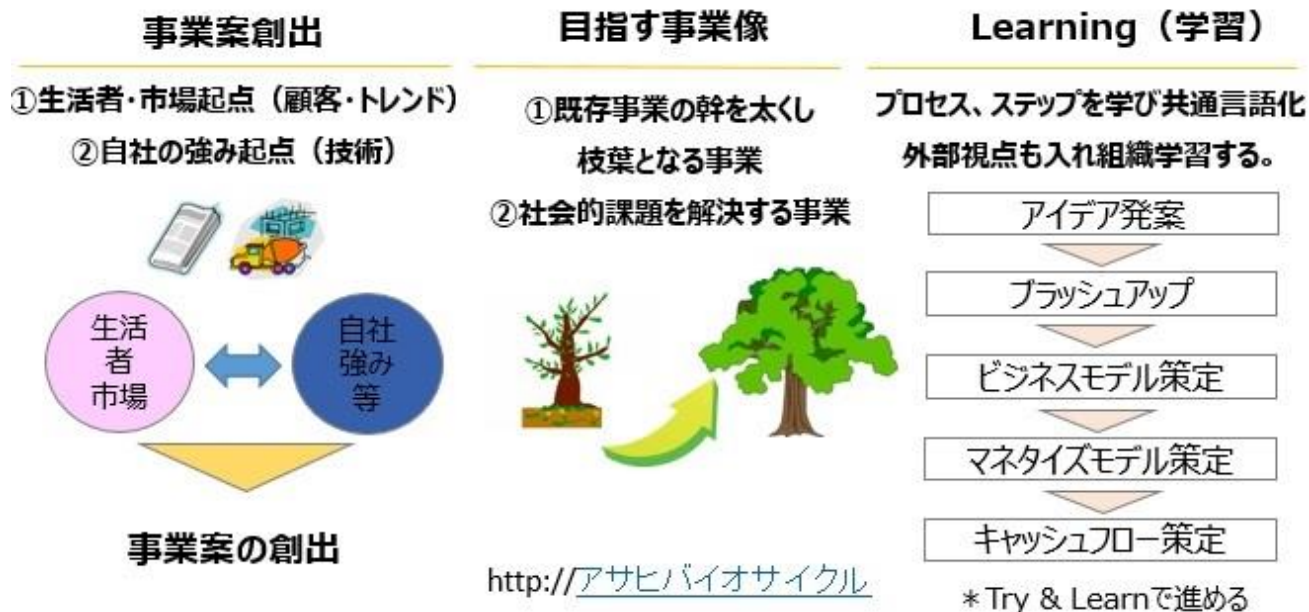 事業案創出
①生活者・市場起点（顧客・トレンド）
②自社の強み起点（技術）
生活
者
市場
自社
強み
等
事業案の創出
目指す事業像
①既存事業の幹を太くし
枝葉となる事業
②社会的課題を解決する事業
http://アサヒバイオサイクル
Learning（学習）
プロセス、ステップを学び共通言語化
外部視点も入れ組織学習する。
アイデア発案
ブラッシュアップ
ビジネスモデル策定
マネタイズモデル策定
キャッシュフロー策定
＊Try & Learnで進める